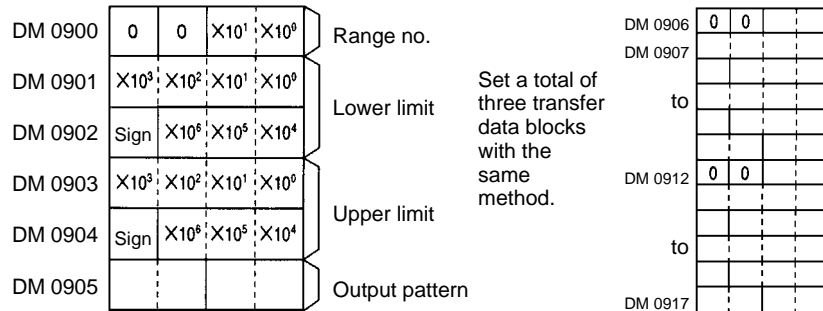 DM 0900 0 0 ×10¹ ×10⁰ Range no.
DM 0901 ×10³ ×10² ×10¹ ×10⁰
Lower limit
DM 0902 Sign ×10⁶ ×10⁵ ×10⁴
DM 0903 ×10³ ×10² ×10¹ ×10⁰
Upper limit
DM 0904 Sign ×10⁶ ×10⁵ ×10⁴
DM 0905 Output pattern
Set a total of
three transfer
data blocks
with the
same
method.
DM 0906 0 0
DM 0907
to
DM 0912 0 0
to
DM 0917